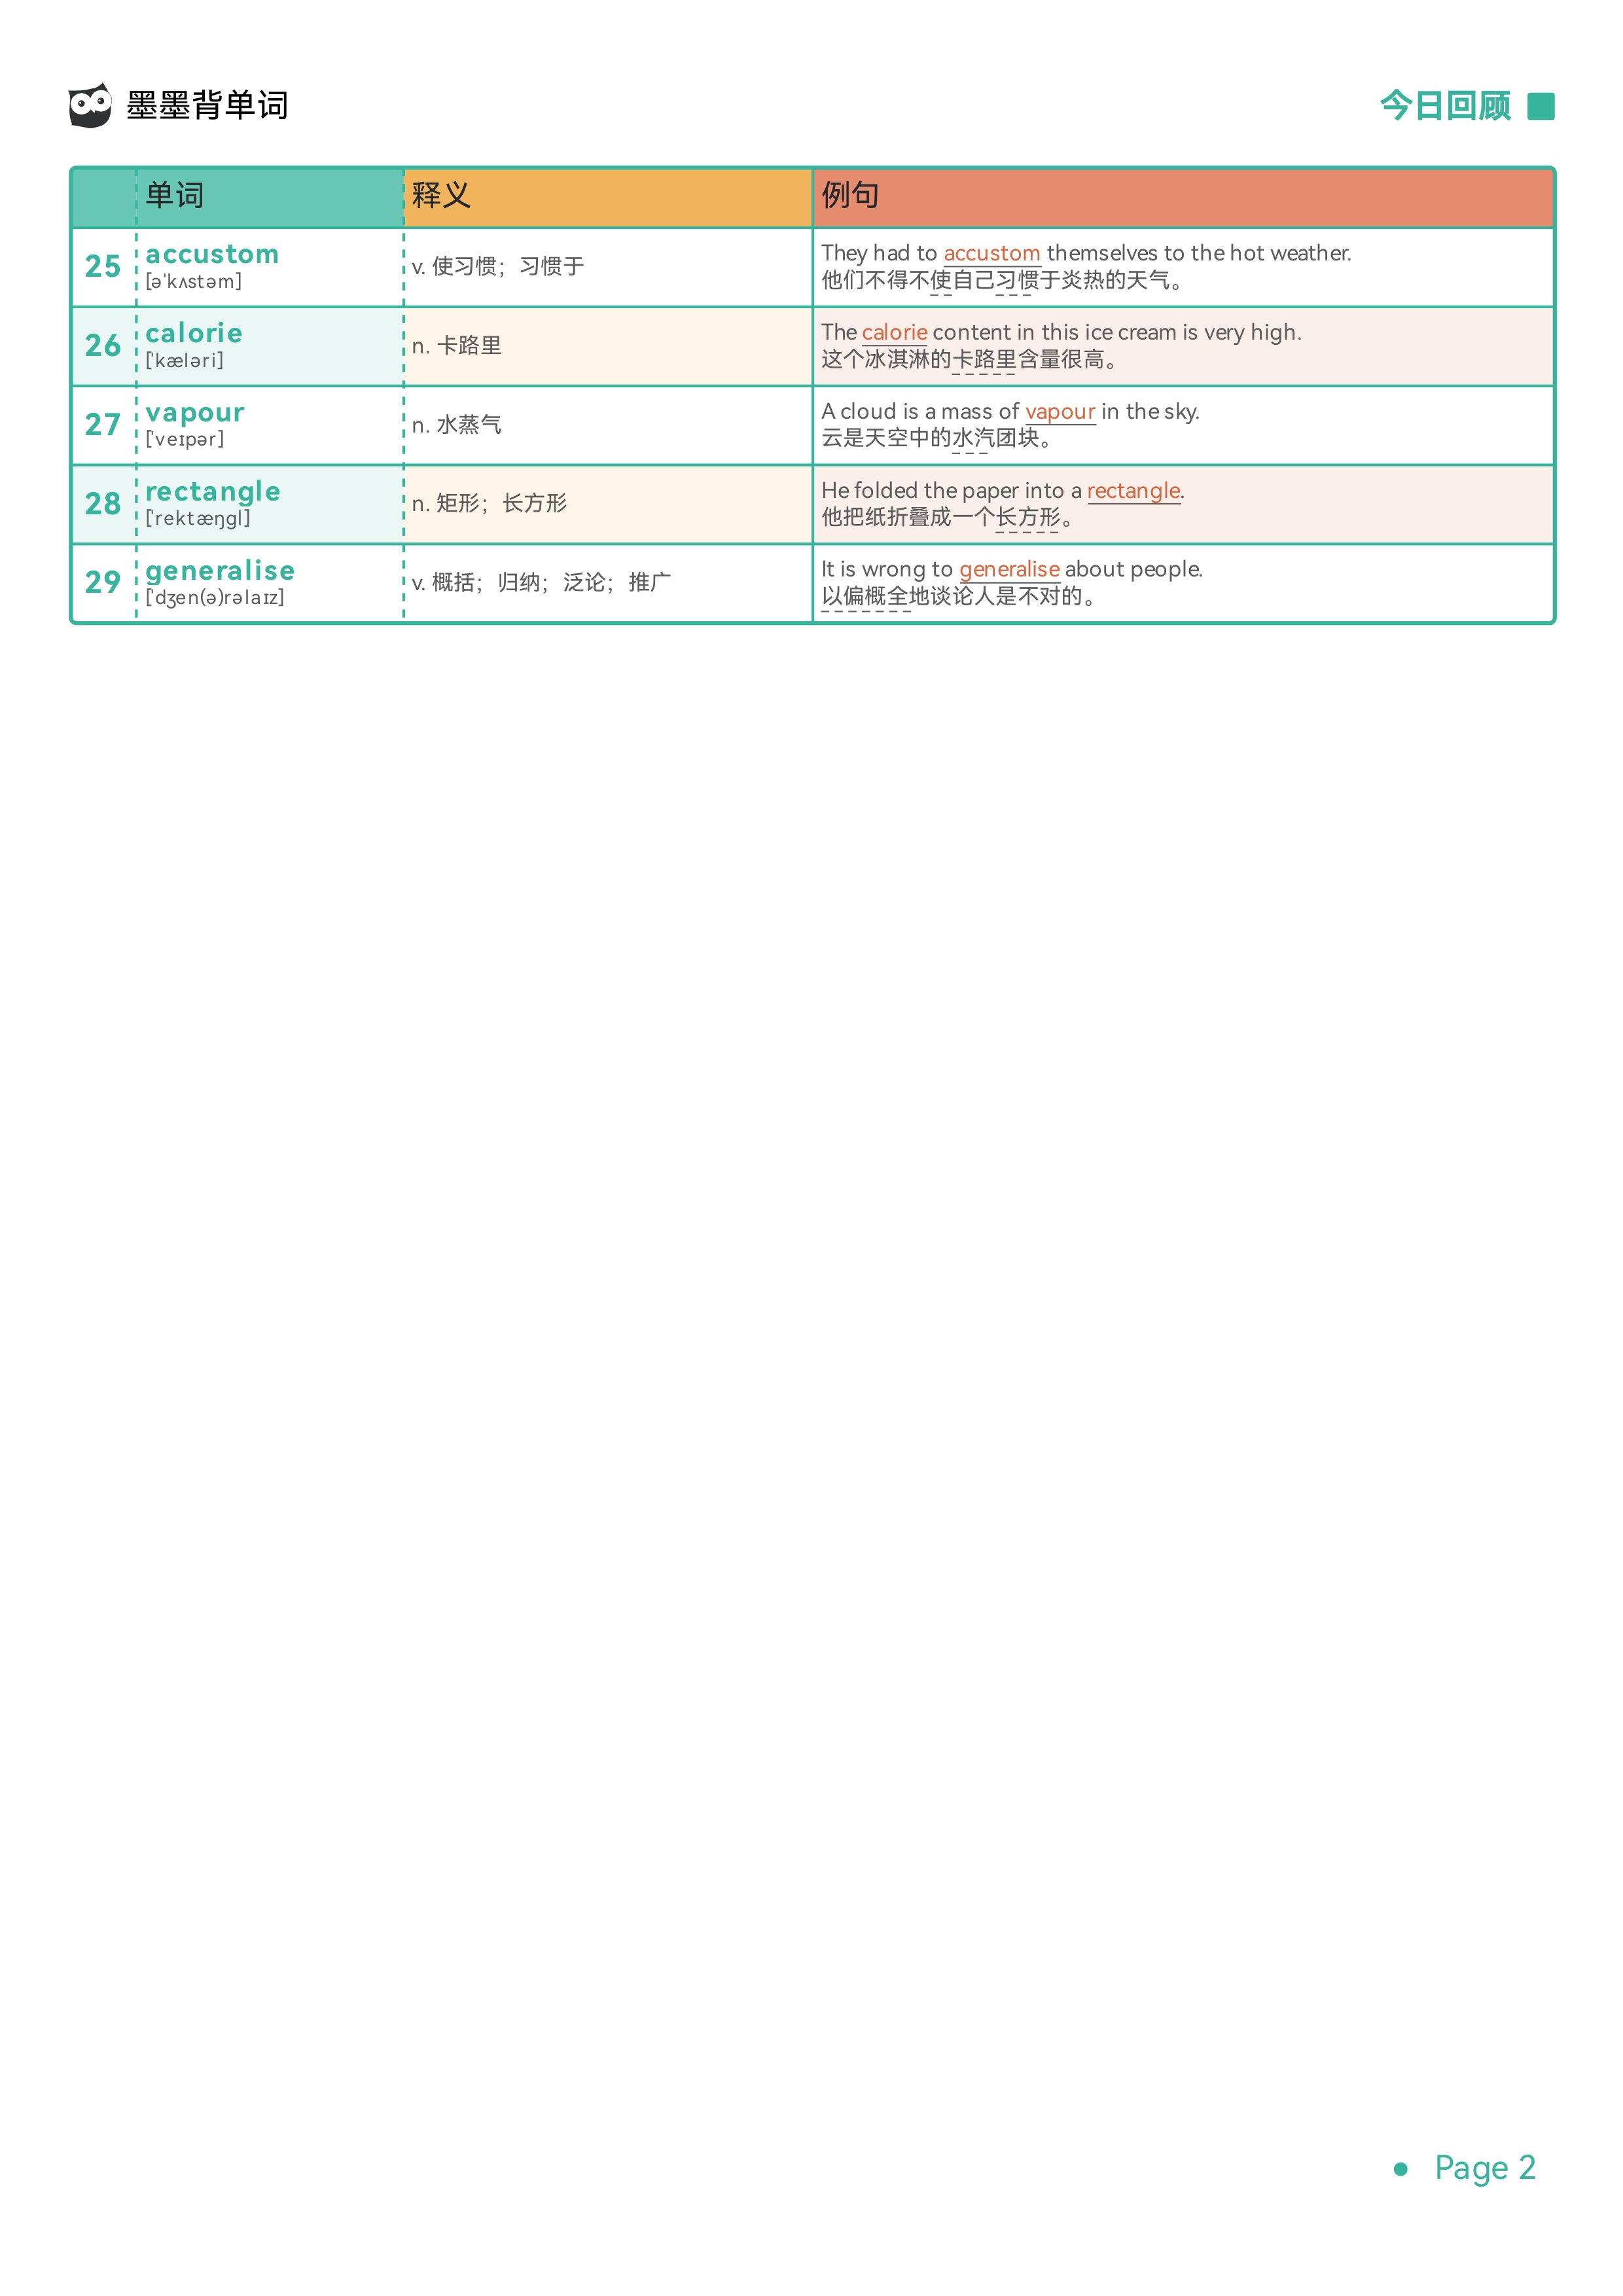 墨墨背单词
今日回顾
单词 释义 例句
25 accustom v. 使习惯；习惯于 They had to accustom themselves to the hot weather.
[ə'kʌstəm] 他们不得不使自己习惯于炎热的天气。
26 calorie n. 卡路里 The calorie content in this ice cream is very high.
['kæləri] 这个冰淇淋的卡路里含量很高。
27 vapour n. 水蒸气 A cloud is a mass of vapour in the sky.
['veɪpər] 云是天空中的水汽团块。
28 rectangle n. 矩形；长方形 He folded the paper into a rectangle.
['rektæŋgl] 他把纸折叠成一个长方形。
29 generalise v. 概括；归纳；泛论；推广 It is wrong to generalise about people.
['dʒen(ə)rəlaɪz] 以偏概全地谈论人是不对的。
Page 2